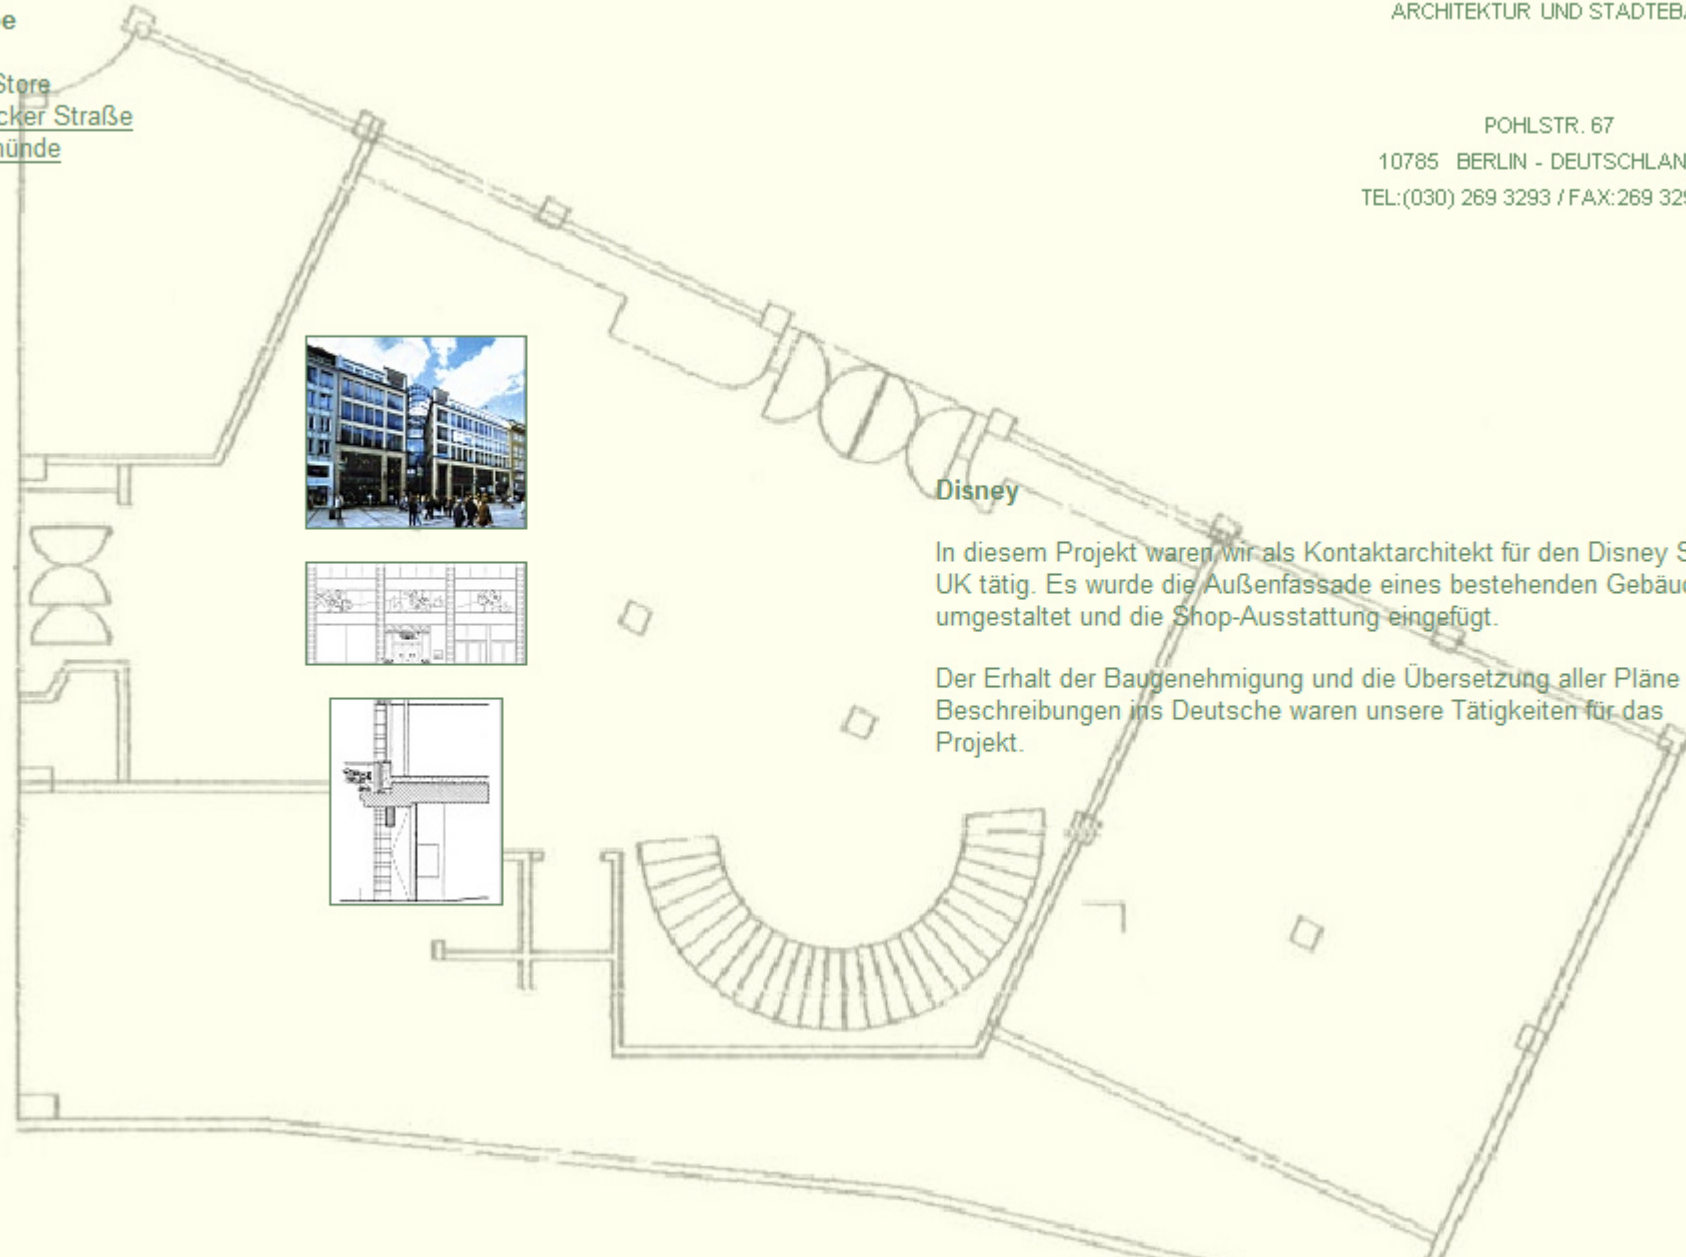 Store
cker Straße
münde
ARCHITEKTUR UND STADTEB
POHLSTR. 67
10785 BERLIN - DEUTSCHLAN
TEL:(030) 269 3293 / FAX:269 329
Disney
In diesem Projekt waren wir als Kontaktarchitekt für den Disney S
UK tätig. Es wurde die Außenfassade eines bestehenden Gebäu
umgestaltet und die Shop-Ausstattung eingefügt.
Der Erhalt der Baugenehmigung und die Übersetzung aller Pläne
Beschreibungen ins Deutsche waren unsere Tätigkeiten für das
Projekt.